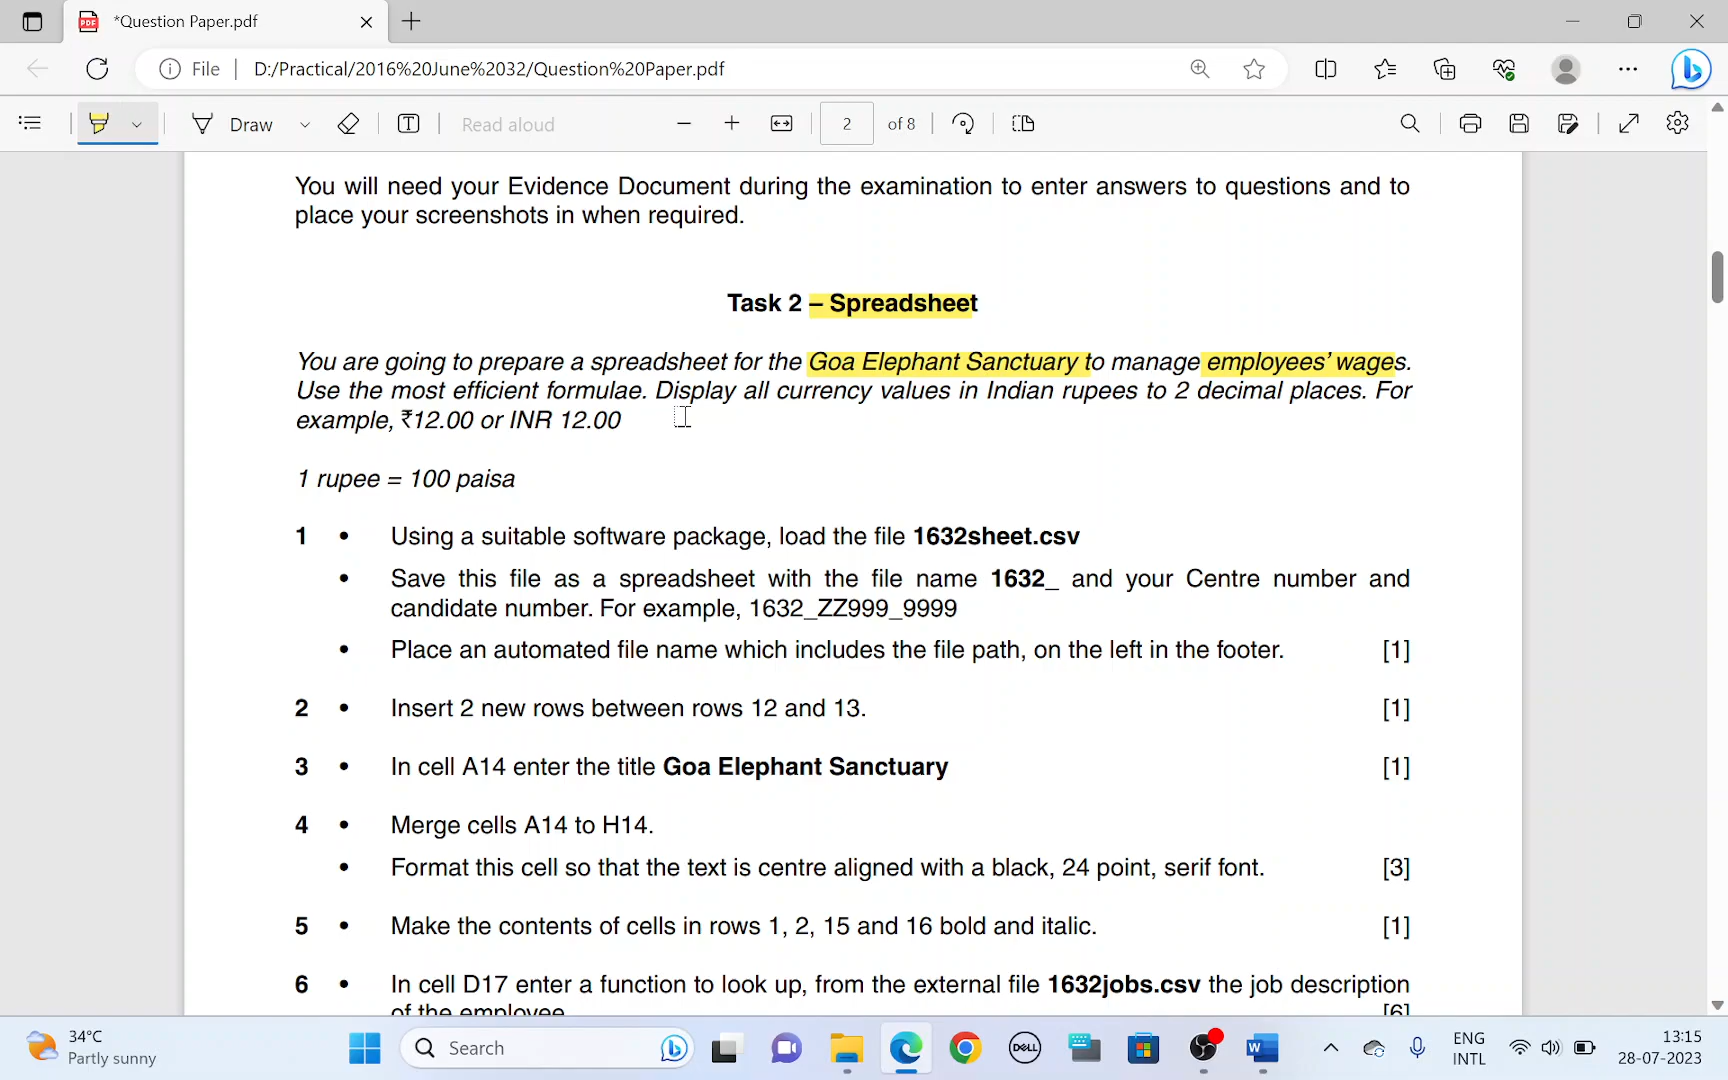 *Question Paper.pdf
File
D:/Practical/2016%20June%2032/Question%20Paper.pdf
Draw
Read aloud
2
of 8
You will need your Evidence Document during the examination to enter answers to questions and to
place your screenshots in when required.
Task 2 – Spreadsheet
You are going to prepare a spreadsheet for the Goa Elephant Sanctuary to manage employees' wages.
Use the most efficient formulae. Display all currency values in Indian rupees to 2 decimal places. For
example, ₹12.00 or INR 12.00
1 rupee = 100 paisa
1 • Using a suitable software package, load the file 1632sheet.csv
• Save this file as a spreadsheet with the file name 1632_ and your Centre number and
candidate number. For example, 1632_ZZ999_9999
• Place an automated file name which includes the file path, on the left in the footer. [1]
2 • Insert 2 new rows between rows 12 and 13. [1]
3 • In cell A14 enter the title Goa Elephant Sanctuary [1]
4 • Merge cells A14 to H14.
• Format this cell so that the text is centre aligned with a black, 24 point, serif font. [3]
5 • Make the contents of cells in rows 1, 2, 15 and 16 bold and italic. [1]
6 • In cell D17 enter a function to look up, from the external file 1632jobs.csv the job description
of the employee [6]
34°C
Partly sunny
Search
DELL
ENG
INTL
13:15
28-07-2023